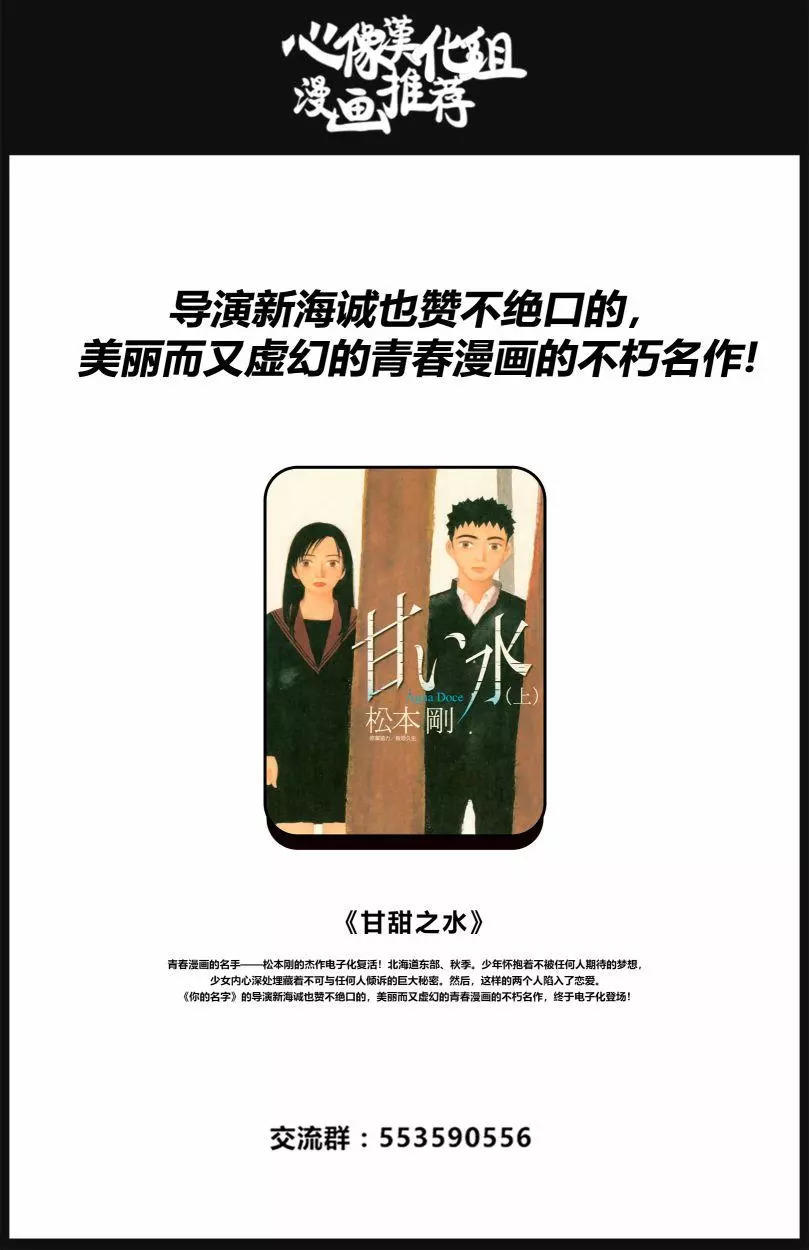 心像漢化组
漫画推荐
导演新海诚也赞不绝口的，
美丽而又虚幻的青春漫画的不朽名作！
甘い水
Agua Doce
（上）
松本剛
《甘甜之水》
青春漫画的名手——松本刚的杰作电子化复活！北海道东部、秋季。少年怀抱着不被任何人期待的梦想，
少女内心深处埋藏着不可与任何人倾诉的巨大秘密。然后，这样的两个人陷入了恋爱。
《你的名字》的导演新海诚也赞不绝口的，美丽而又虚幻的青春漫画的不朽名作，终于电子化登场！
交流群：553590556